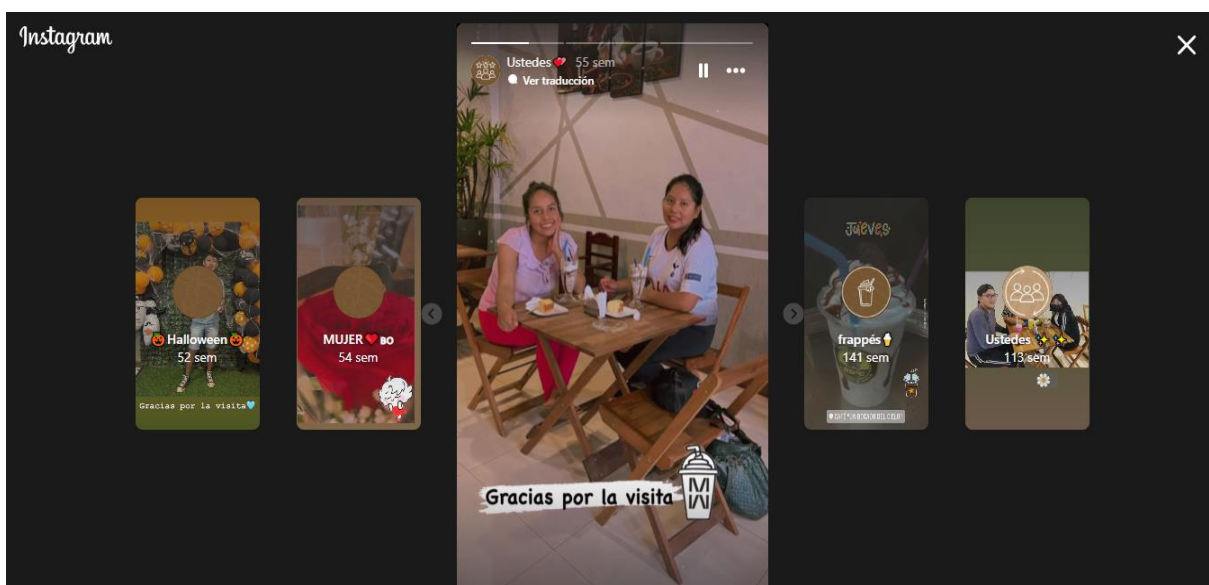 Instagram
Ustedes❤️ 55 sem
Ver traducción
🎃Halloween🎃
52 sem
Gracias por la visita🩵
MUJER❤️BO
54 sem
Gracias por la visita
Jueves
frappés🍦
141 sem
Ustedes ✨✨
113 sem